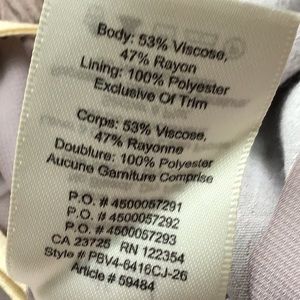 Body: 53% Viscose,
47% Rayon
Lining: 100% Polyester
Exclusive Of Trim
Corps: 53% Viscose,
47% Rayonne
Doublure: 100% Polyester
Aucune Garniture Comprise
P.O. # 4500057291
P.O. # 4500057292
P.O. # 4500057293
CA 23725 RN 122354
Style # PBV4-6416CJ-26
Article # 59484